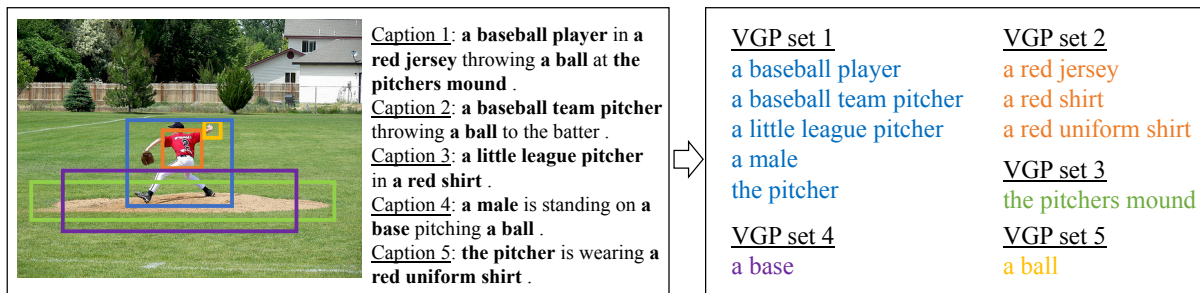 Caption 1: a baseball player in a
red jersey throwing a ball at the
pitchers mound .
Caption 2: a baseball team pitcher
throwing a ball to the batter .
Caption 3: a little league pitcher
in a red shirt .
Caption 4: a male is standing on a
base pitching a ball .
Caption 5: the pitcher is wearing a
red uniform shirt .
VGP set 1
a baseball player
a baseball team pitcher
a little league pitcher
a male
the pitcher
VGP set 2
a red jersey
a red shirt
a red uniform shirt
VGP set 3
the pitchers mound
VGP set 4
a base
VGP set 5
a ball